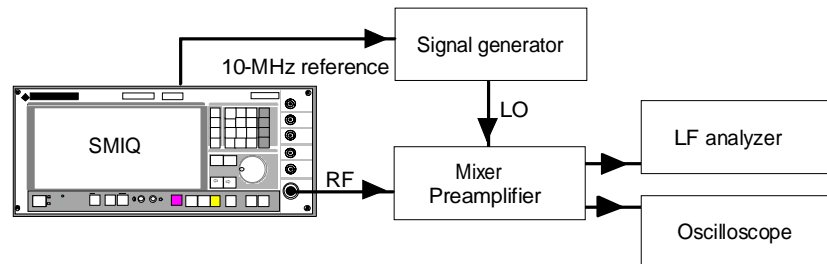 Signal generator
10-MHz reference
LO
SMIQ
RF
Mixer
Preamplifier
LF analyzer
Oscilloscope